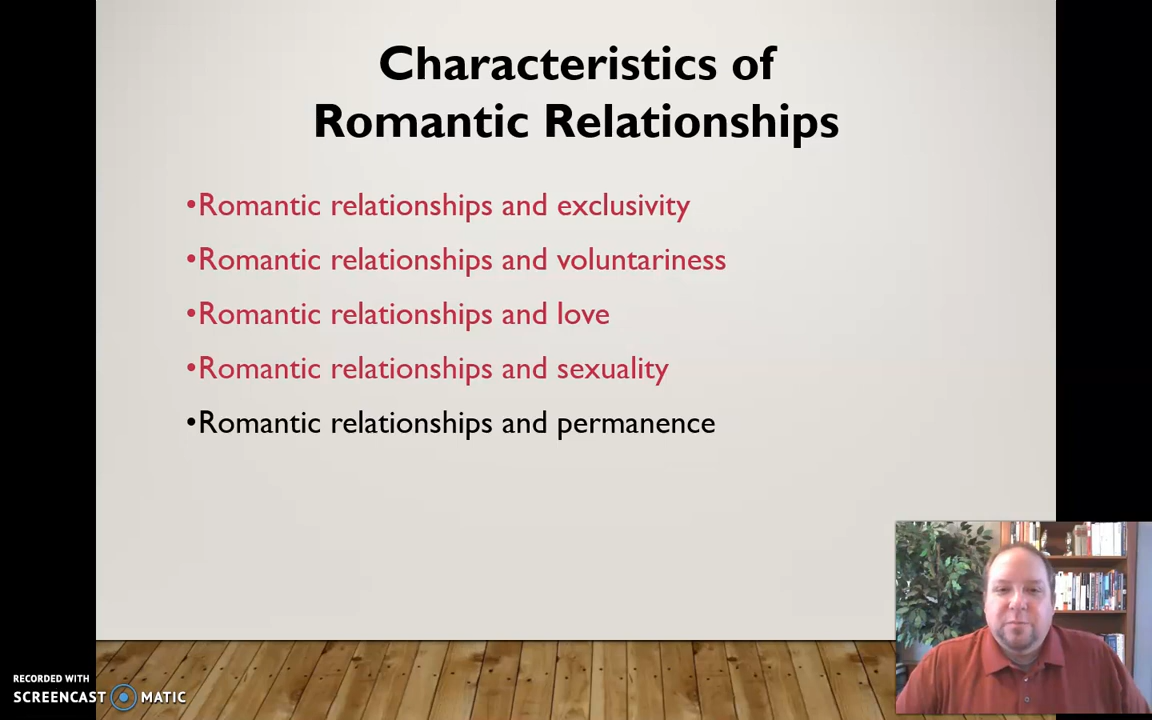 Characteristics of
Romantic Relationships
•Romantic relationships and exclusivity
•Romantic relationships and voluntariness
•Romantic relationships and love
•Romantic relationships and sexuality
•Romantic relationships and permanence
RECORDED WITH
SCREENCAST MATIC